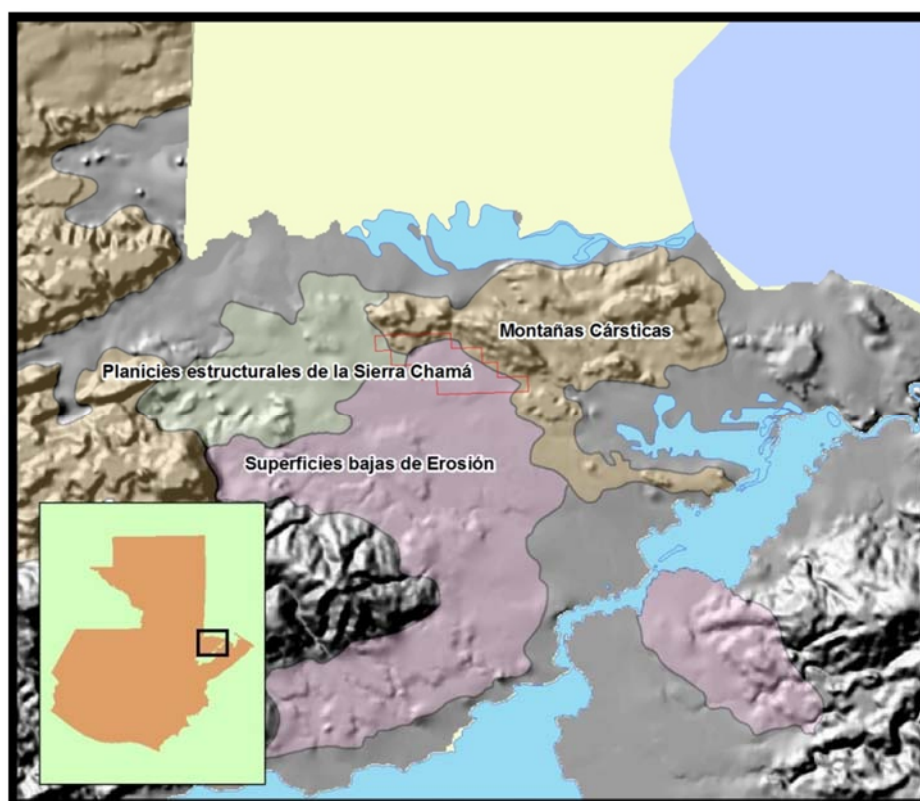 Montañas Cársticas
Planicies estructurales de la Sierra Chamá
Superficies bajas de Erosión